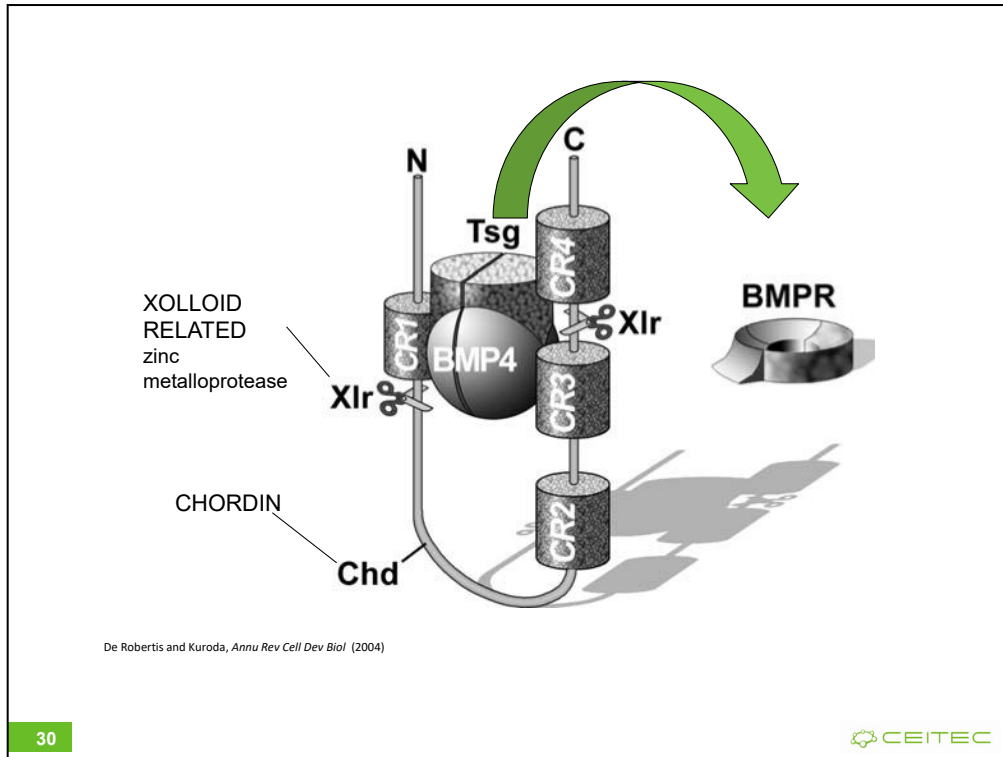 N
C
Tsg
CR4
BMPR
XOLLOID
RELATED
zinc
metalloprotease
CR1
Xlr
BMP4
CR3
Xlr
CHORDIN
CR2
Chd
De Robertis and Kuroda, Annu Rev Cell Dev Biol (2004)
30
CEITEC